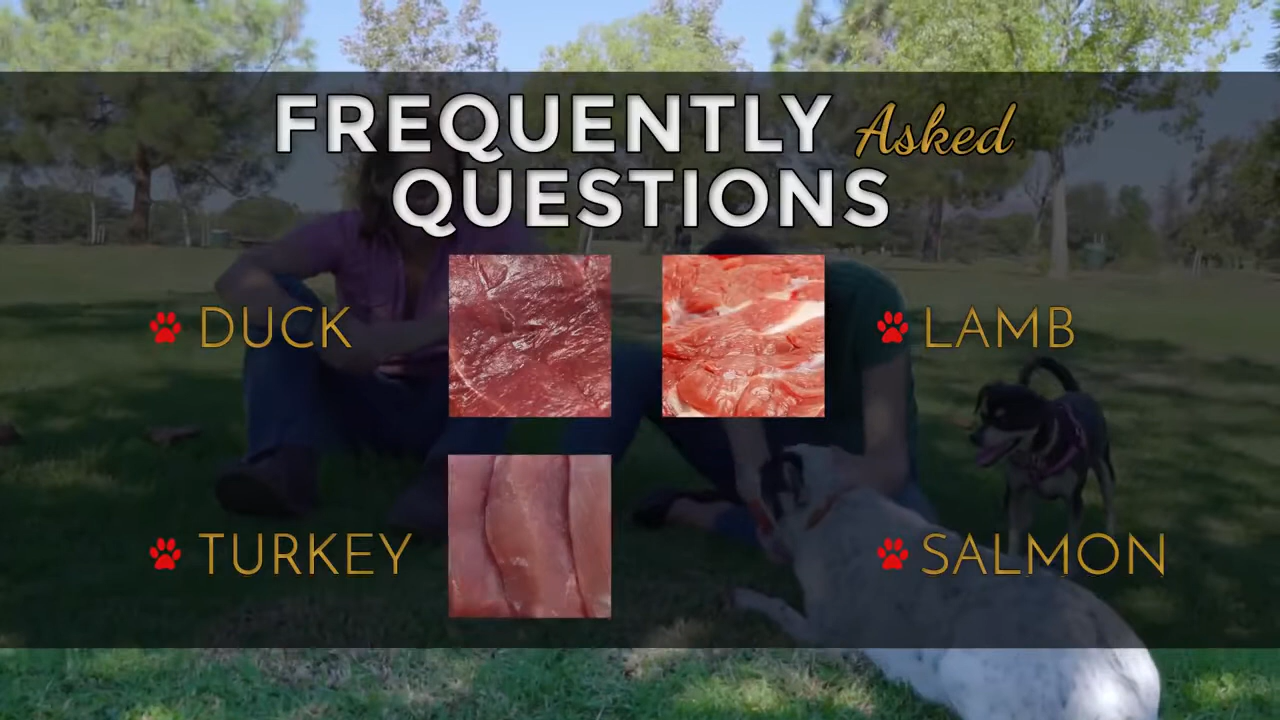 FREQUENTLY Asked
QUESTIONS
DUCK
LAMB
TURKEY
SALMON